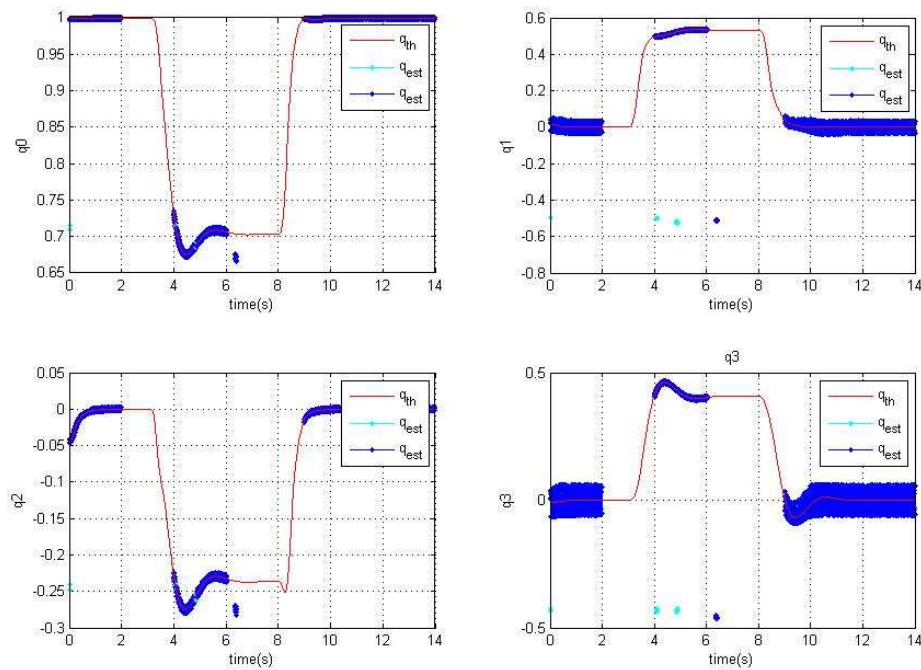 1
0.95
0.9
0.85
0.8
0.75
0.7
0.65
q0
0 2 4 6 8 10 12 14
time(s)
q_th
q_est
q_est
0.6
0.4
0.2
0
-0.2
-0.4
-0.6
-0.8
q1
0 2 4 6 8 10 12 14
time(s)
q_th
q_est
q_est
0.05
0
-0.05
-0.1
-0.15
-0.2
-0.25
-0.3
q2
0 2 4 6 8 10 12 14
time(s)
q_th
q_est
q_est
q3
0.5
0
-0.5
q3
0 2 4 6 8 10 12 14
time(s)
q_th
q_est
q_est